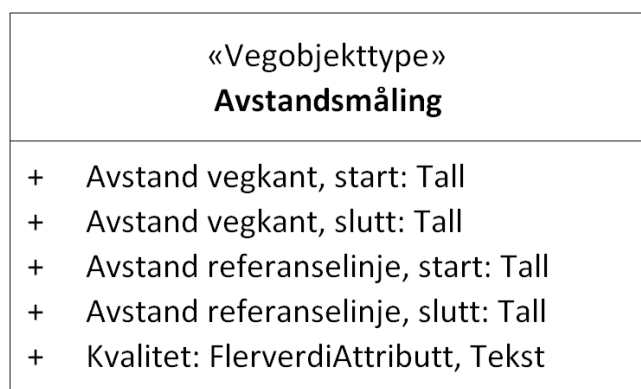 «Vegobjekttype»
Avstandsmåling
+ Avstand vegkant, start: Tall
+ Avstand vegkant, slutt: Tall
+ Avstand referanselinje, start: Tall
+ Avstand referanselinje, slutt: Tall
+ Kvalitet: FlerverdiAttributt, Tekst